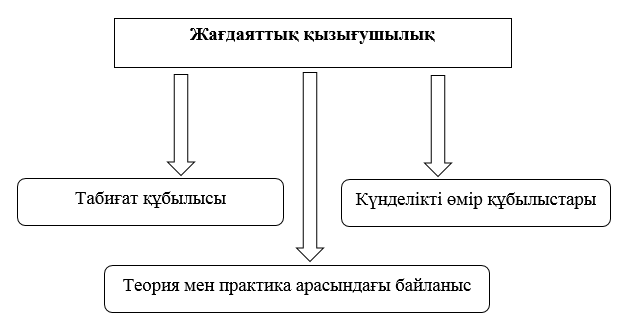 Жағдаяттық қызығушылық
Табиғат құбылысы
Күнделікті өмір құбылыстары
Теория мен практика арасындағы байланыс